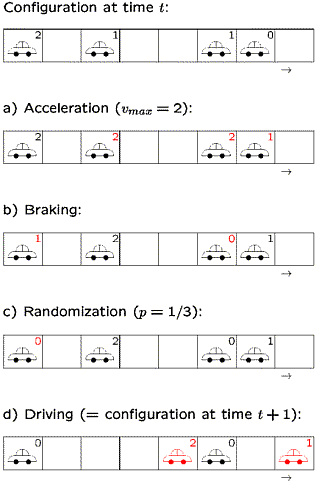 Configuration at time t:
2 1 1 0
→
a) Acceleration (vmax = 2):
2 2 2 1
→
b) Braking:
1 2 0 1
→
c) Randomization (p = 1/3):
0 2 0 1
→
d) Driving (= configuration at time t + 1):
0 2 0 1
→